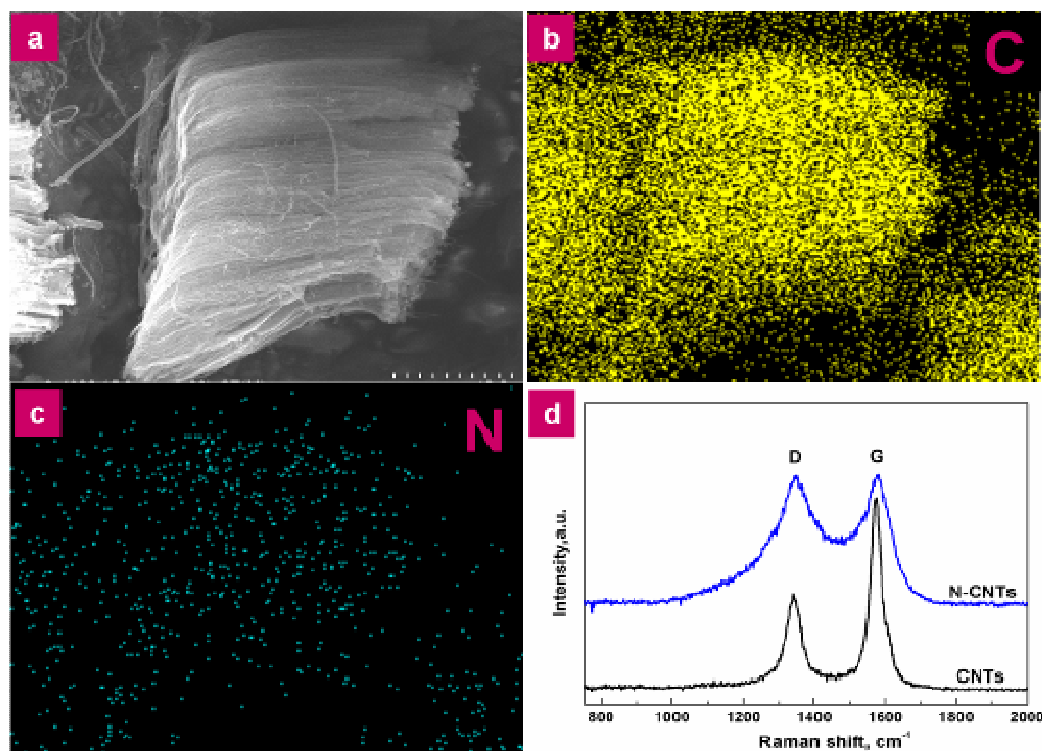 a
b
C
c
N
d
D
G
N-CNTs
CNTs
Intensity,a.u.
800 1000 1200 1400 1600 1800 2000
Raman shift, cm⁻¹